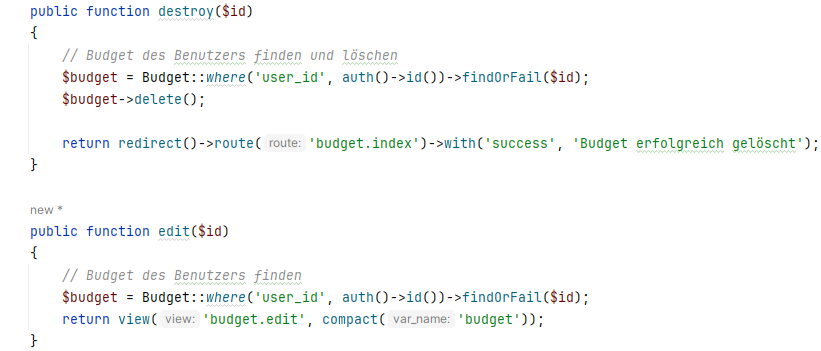 public function destroy($id)
{
    // Budget des Benutzers finden und löschen
    $budget = Budget::where('user_id', auth()->id())->findOrFail($id);
    $budget->delete();

    return redirect()->route( route: 'budget.index')->with('success', 'Budget erfolgreich gelöscht');
}

new *
public function edit($id)
{
    // Budget des Benutzers finden
    $budget = Budget::where('user_id', auth()->id())->findOrFail($id);
    return view( view: 'budget.edit', compact( var_name: 'budget'));
}